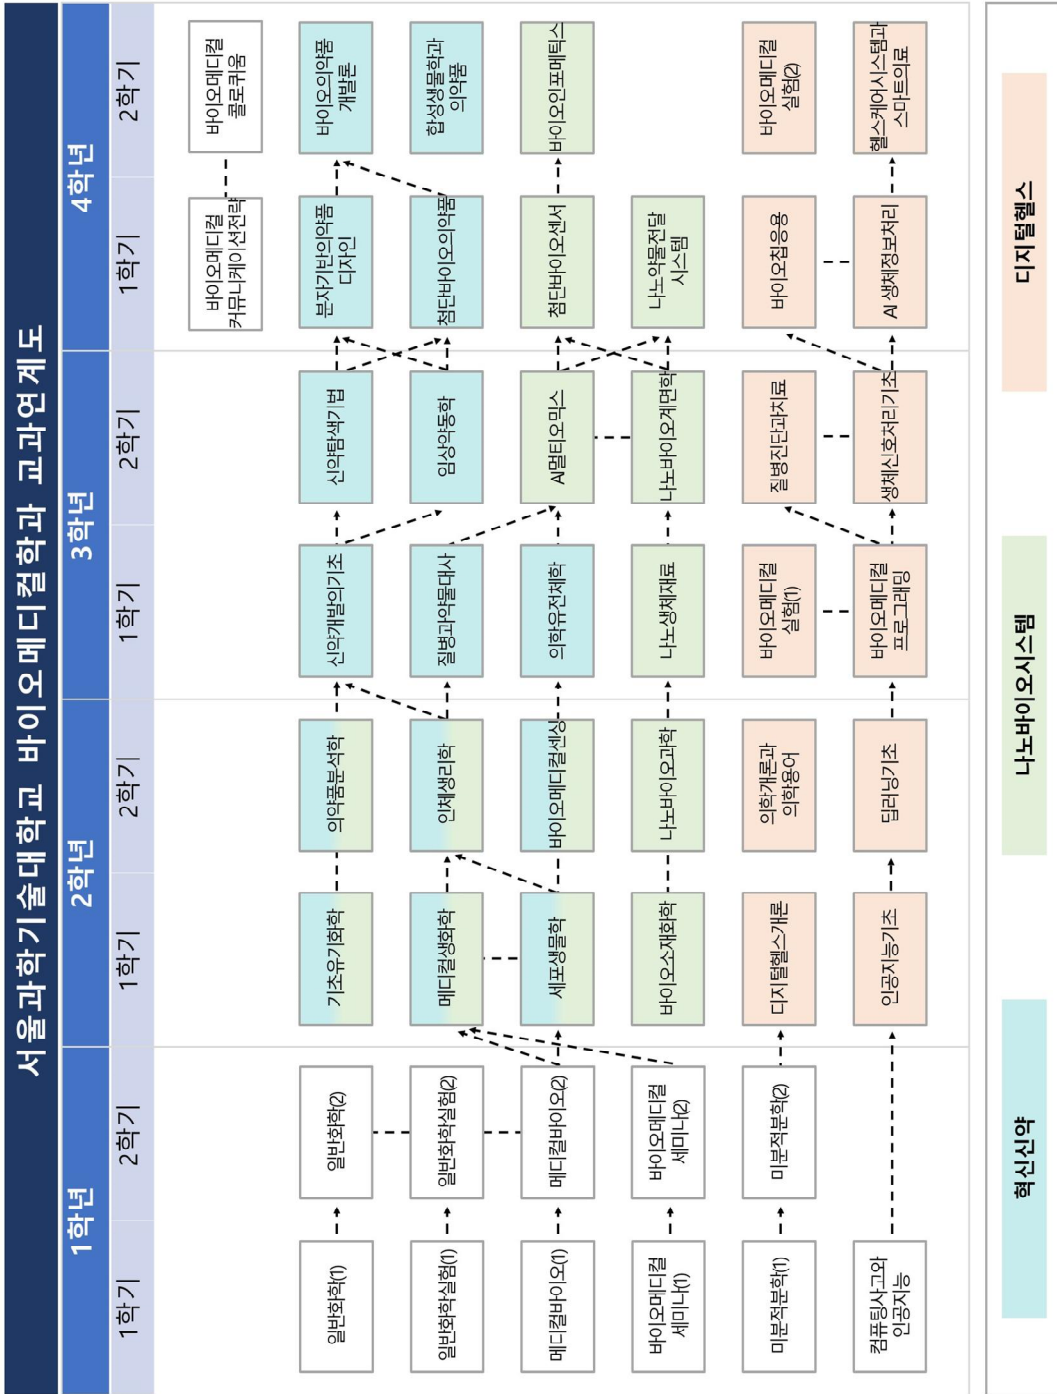 서울과학기술대학교 바이오메디컬학과 교과연계도
1학년
2학년
3학년
4학년
1학기
2학기
1학기
2학기
1학기
2학기
1학기
2학기
바이오메디컬
커뮤니케이션전략
바이오메디컬
콜로퀴움
일반화학(1)
일반화학(2)
기초유기화학
의약품분석학
신약개발의기초
신약탐색기법
분자기반의약품
디자인
바이오의약품
개발론
일반화학실험(1)
일반화학실험(2)
메디컬생화학
인체생리학
질병과약물대사
임상약동학
첨단바이오의약품
합성생물학과
의약품
메디컬바이오(1)
메디컬바이오(2)
세포생물학
바이오메디컬센싱
의학유전체학
AI멀티오믹스
첨단바이오센서
바이오인포메틱스
바이오메디컬
세미나(1)
바이오메디컬
세미나(2)
바이오소재화학
나노바이오과학
나노생체재료
나노바이오계면학
나노약물전달
시스템
미분적분학(1)
미분적분학(2)
디지털헬스개론
의학개론과
의학용어
바이오메디컬
실험(1)
질병진단과치료
바이오칩응용
바이오메디컬
실험(2)
컴퓨팅사고와
인공지능
인공지능기초
딥러닝기초
바이오메디컬
프로그래밍
생체신호처리기초
AI 생체정보처리
헬스케어시스템과
스마트의료
혁신신약
나노바이오시스템
디지털헬스